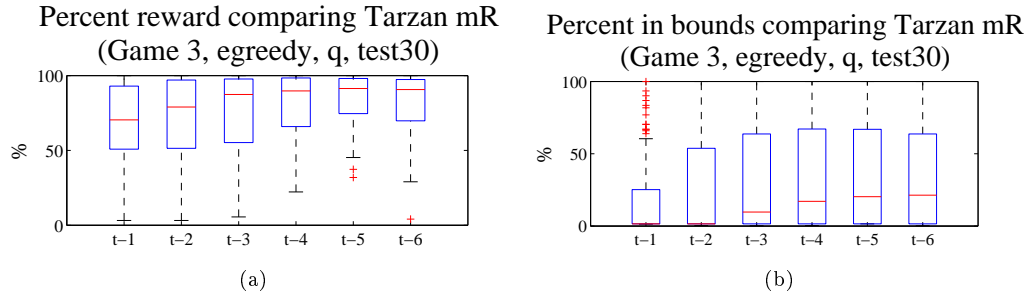 Percent reward comparing Tarzan mR
(Game 3, egreedy, q, test30)
100
50
0
%
t−1 t−2 t−3 t−4 t−5 t−6
(a)
Percent in bounds comparing Tarzan mR
(Game 3, egreedy, q, test30)
100
50
0
%
t−1 t−2 t−3 t−4 t−5 t−6
(b)